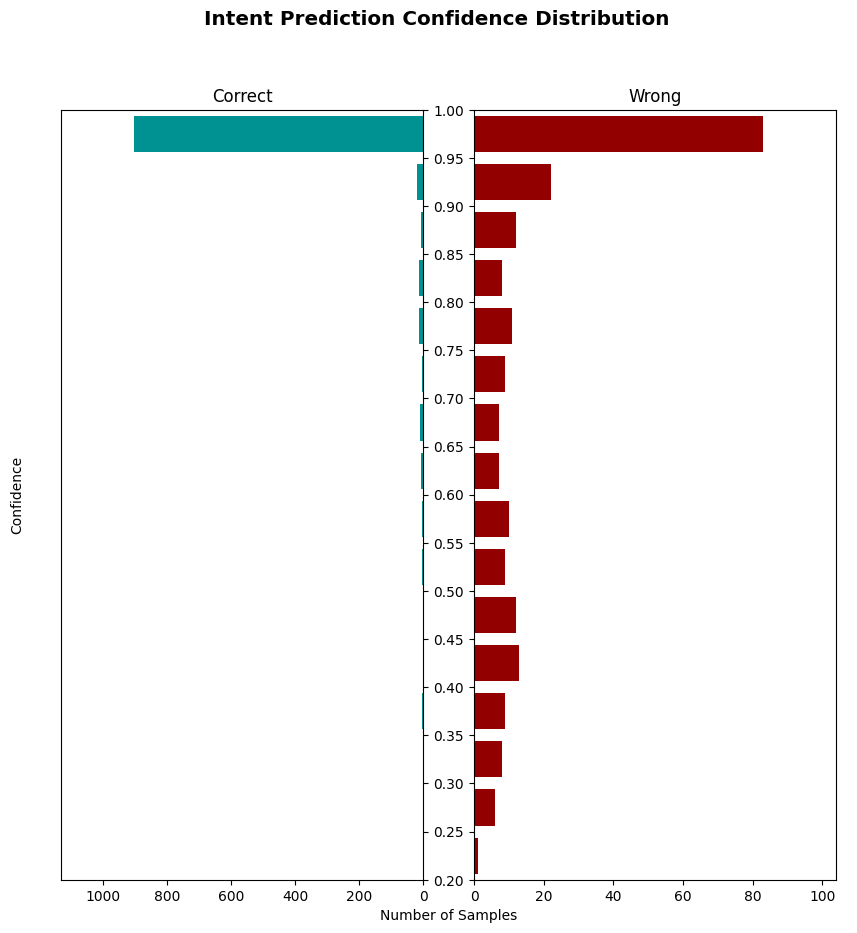 Intent Prediction Confidence Distribution
Correct
Wrong
Confidence
1.00
0.95
0.90
0.85
0.80
0.75
0.70
0.65
0.60
0.55
0.50
0.45
0.40
0.35
0.30
0.25
0.20
1000 800 600 400 200 0
0 20 40 60 80 100
Number of Samples